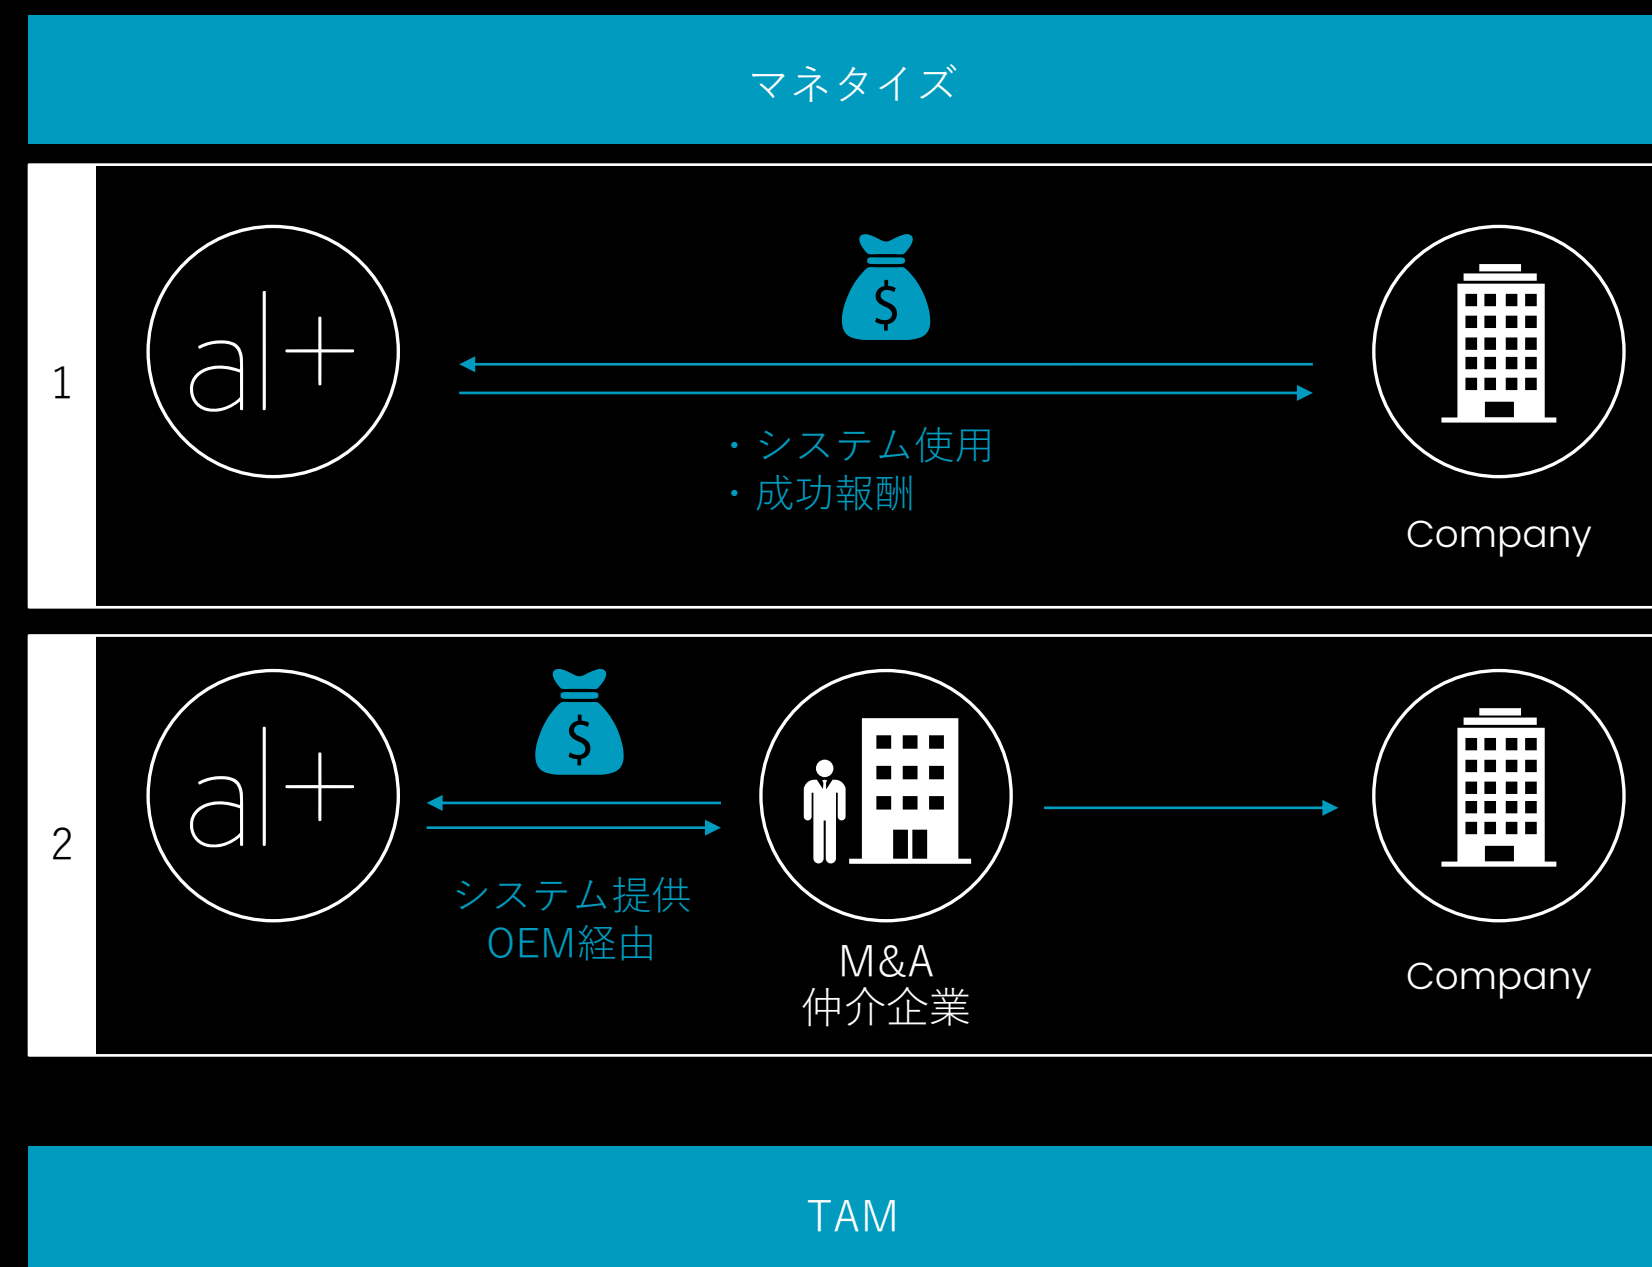 マネタイズ
1
al+
$
・システム使用
・成功報酬
Company
2
al+
$
システム提供
OEM経由
M&A
仲介企業
Company
TAM